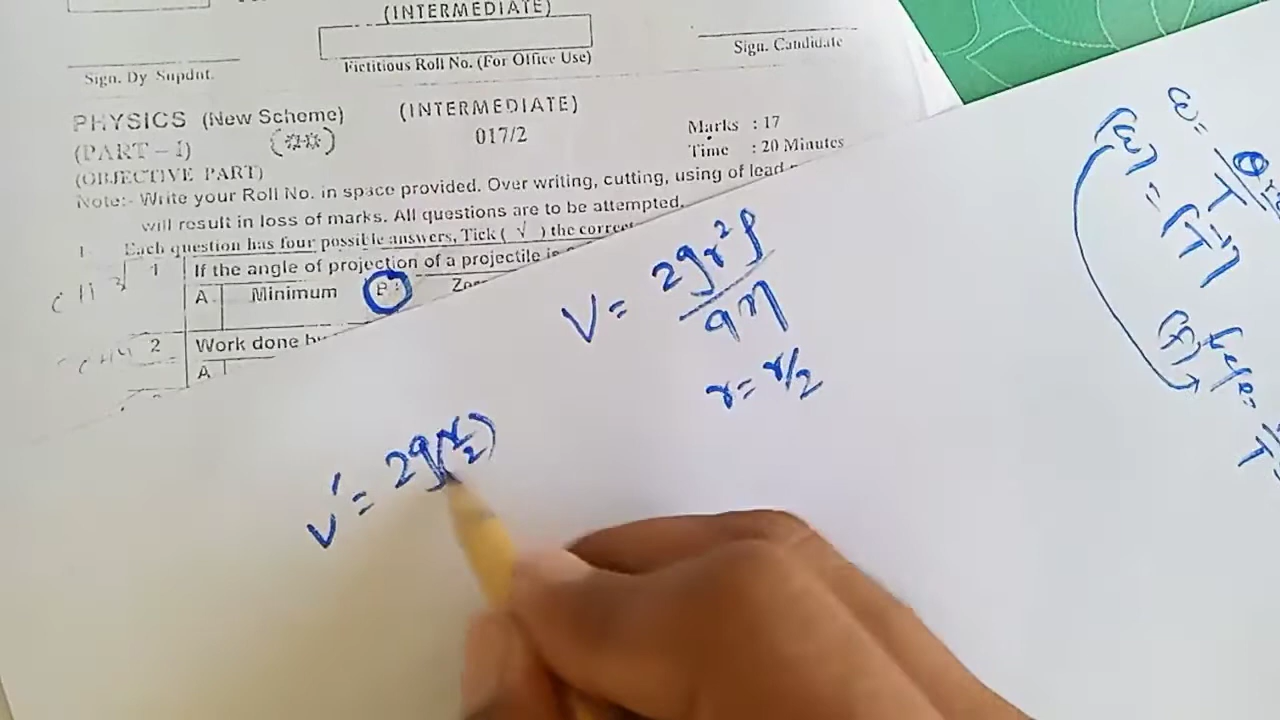 (INTERMEDIATE)
Fictitious Roll No. (For Office Use)
Sign. Dy Supdnt.
Sign. Candidate
PHYSICS (New Scheme)
(INTERMEDIATE)
(PART – I)
017/2
Marks : 17
(OBJECTIVE PART)
Time : 20 Minutes
Note:- Write your Roll No. in space provided. Over writing, cutting, using of lead
will result in loss of marks. All questions are to be attempted.
1 Each question has four possible answers, Tick ( √ ) the correct
1 If the angle of projection of a projectile is
A Minimum B
2 Work done
A
V = 2gr²ρ
9η
r = r/2
V' = 2g(r/2)
ω = θ
T
(ω) =
T